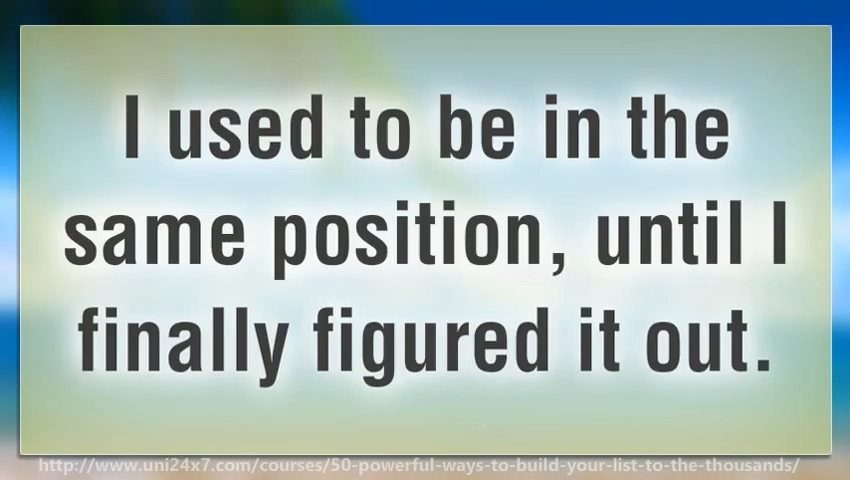 I used to be in the
same position, until I
finally figured it out.
http://www.uni24x7.com/courses/50-powerful-ways-to-build-your-list-to-the-thousands/